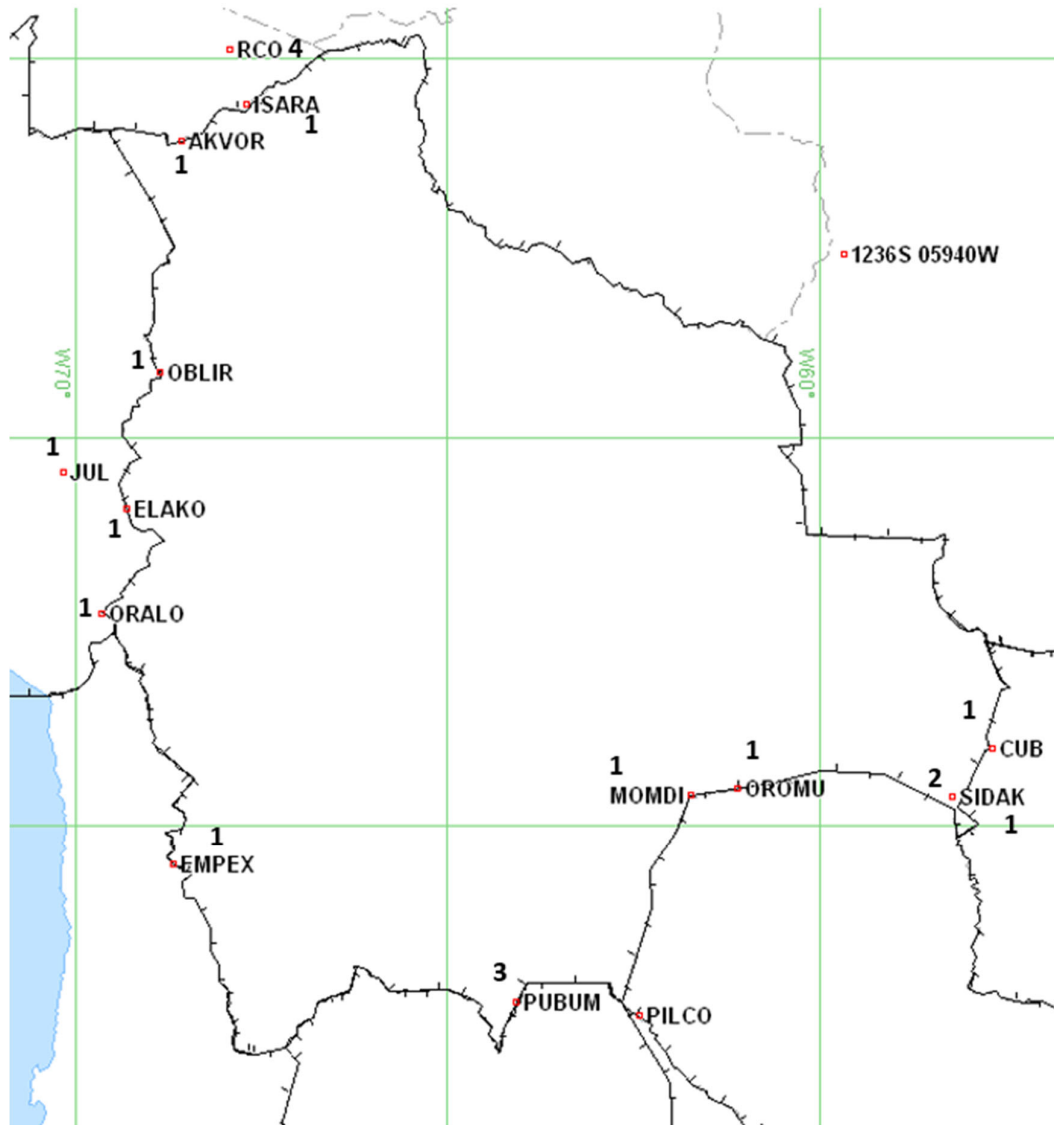 RCO 4
ISARA
1
AKVOR
1
1236S 05940W
1
OBLIR
W70°
W60°
1
JUL
ELAKO
1
1
ORALO
1
CUB
1
1
MOMDI
OROMU
2
SIDAK
1
1
EMPEX
3
PUBUM
PILCO